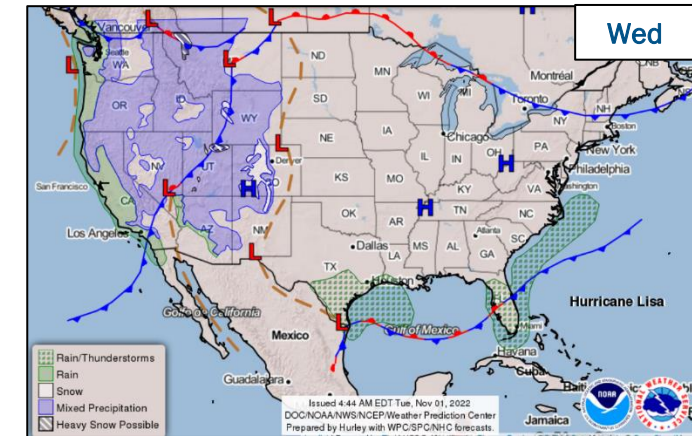 Wed
Vancouver
Seattle
WA
ND
MN
Montréal
OR
ID
SD
WI
MI
Toronto
NH
Boston
WY
NY
NE
IA
Chicago
PA
New York
Philadelphia
NV
UT
Denver
CO
IL
IN
OH
San Francisco
KS
MO
KY
VA
Washington
CA
OK
TN
NC
Los Angeles
AZ
NM
AR
Atlanta
SC
Dallas
MS
AL
GA
LA
TX
Houston
Hurricane Lisa
Golfo de California
Gulf of Mexico
Miami
Mexico
Havana
Cuba
Guadalajara
Jamaica
L
L
L
L
L
L
L
L
H
H
H
H
Rain/Thunderstorms
Rain
Snow
Mixed Precipitation
Heavy Snow Possible
Issued 4:44 AM EDT Tue, Nov 01, 2022
DOC/NOAA/NWS/NCEP/Weather Prediction Center
Prepared by Hurley with WPC/SPC/NHC forecasts.
NOAA